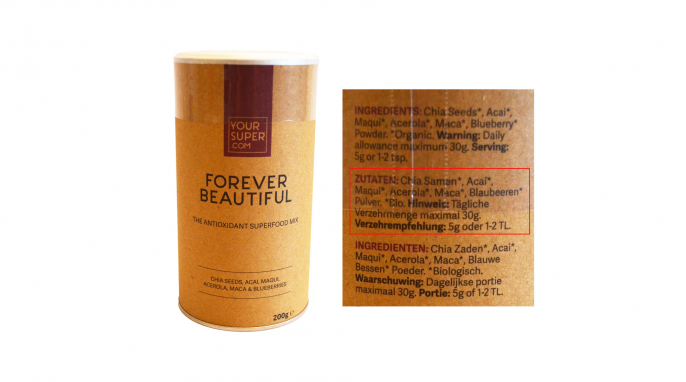 YOUR
SUPER
.COM
FOREVER
BEAUTIFUL
THE ANTIOXIDANT SUPERFOOD MIX
CHIA SEEDS, ACAI, MAQUI,
ACEROLA, MACA & BLUEBERRIES
200g e
INGREDIENTS: Chia Seeds*, Acai*,
Maqui*, Acerola*, Maca*, Blueberry*
Powder. *Organic. Warning: Daily
allowance maximum 30g. Serving:
5g or 1-2 tsp.
ZUTATEN: Chia Samen*, Acai*,
Maqui*, Acerola*, Maca*, Blaubeeren*
Pulver. *Bio. Hinweis: Tägliche
Verzehrmenge maximal 30g.
Verzehrempfehlung: 5g oder 1-2 TL.
INGREDIENTEN: Chia Zaden*, Acai*,
Maqui*, Acerola*, Maca*, Blauwe
Bessen* Poeder. *Biologisch.
Waarschuwing: Dagelijkse portie
maximaal 30g. Portie: 5g of 1-2 TL.